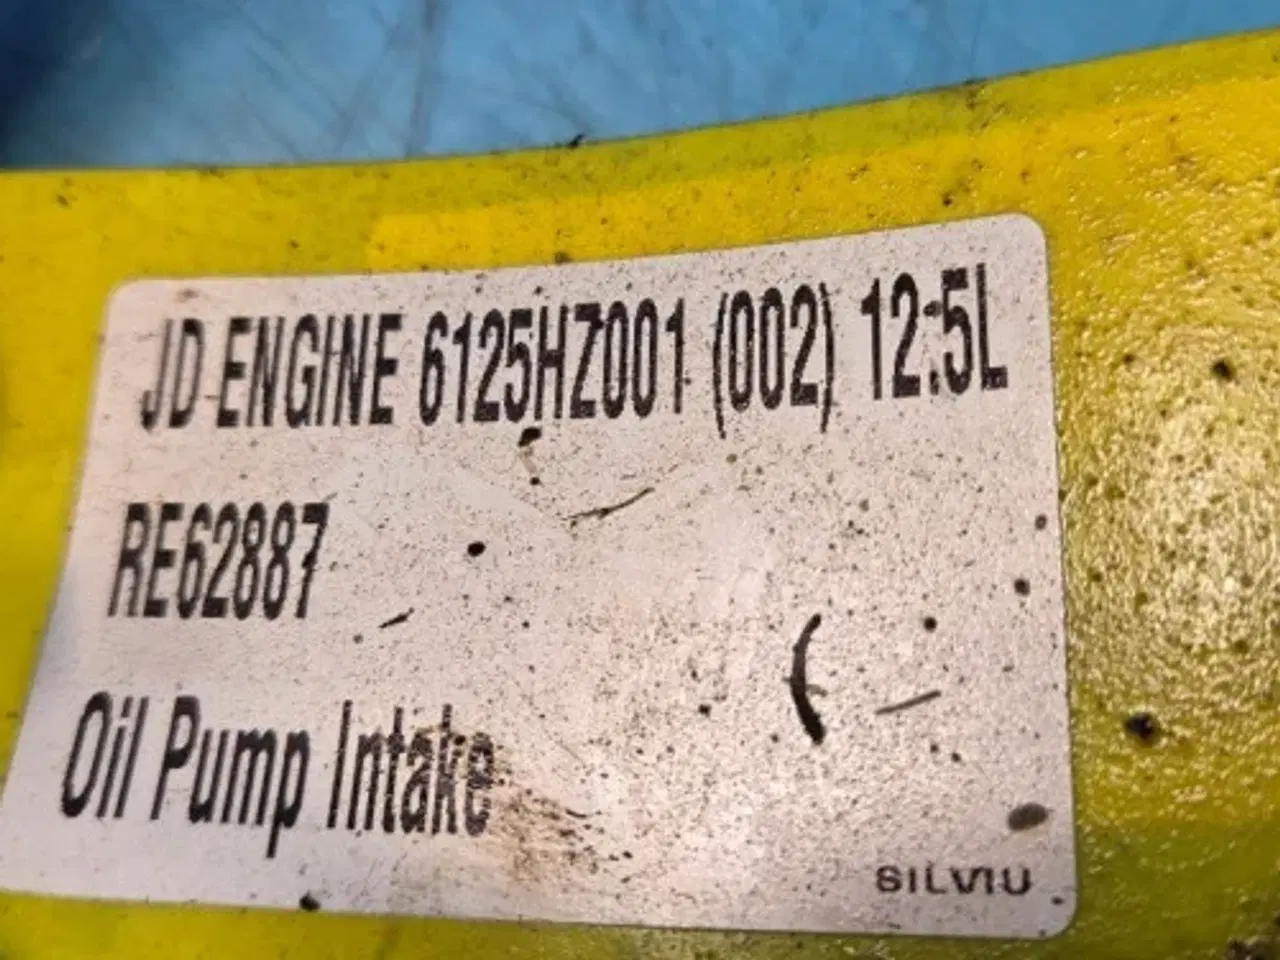 JD ENGINE 6125HZ001 (002) 12.5L
RE62887
Oil Pump Intake
SILVIU